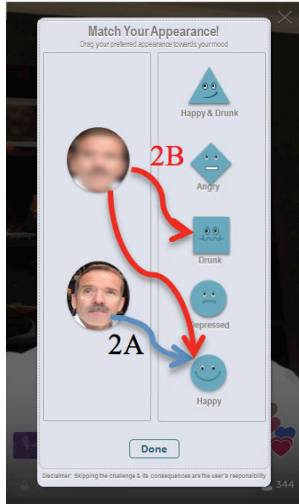 Match Your Appearance!
Drag your preferred appearance towards your mood
Happy & Drunk
2B
Angry
Drunk
Depressed
2A
Happy
Done
Disclaimer: Skipping the challenge & its consequences are the user's responsibility
344